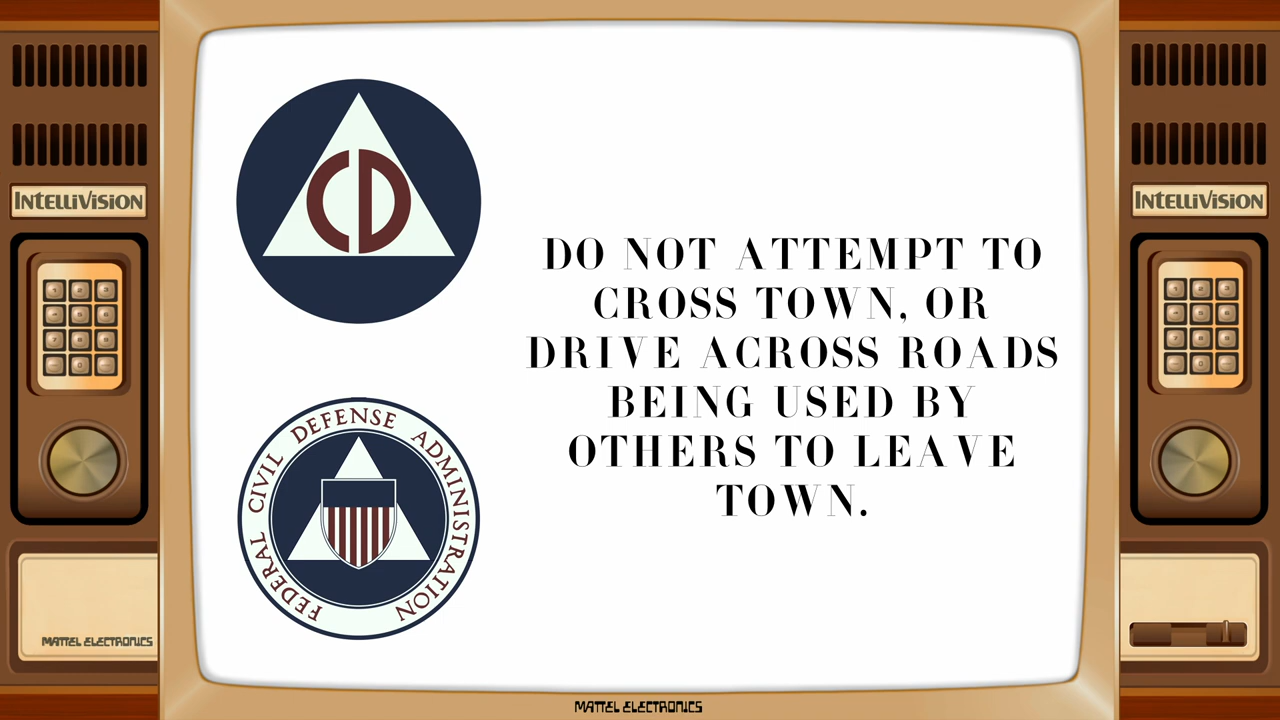 INTELLIVISION
CD
FEDERAL CIVIL DEFENSE ADMINISTRATION
DO NOT ATTEMPT TO
CROSS TOWN, OR
DRIVE ACROSS ROADS
BEING USED BY
OTHERS TO LEAVE
TOWN.
INTELLIVISION
MATTEL ELECTRONICS
MATTEL ELECTRONICS